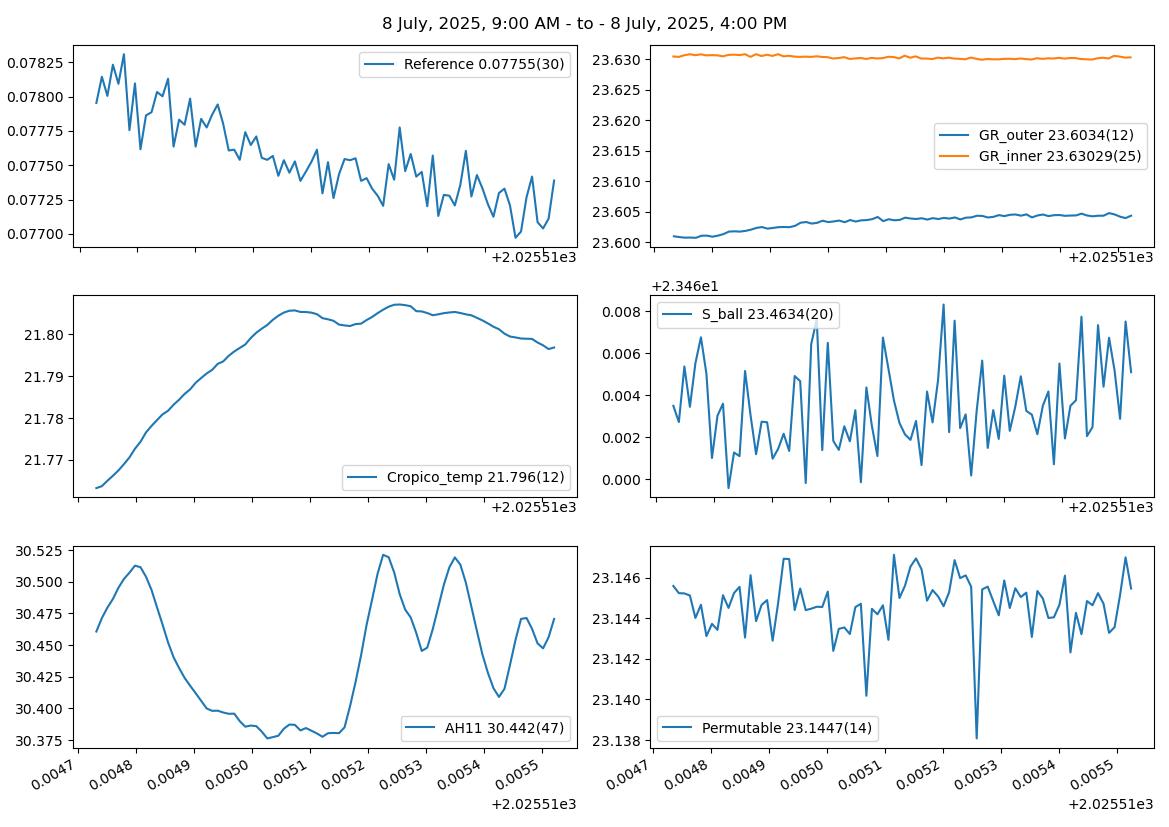 8 July, 2025, 9:00 AM - to - 8 July, 2025, 4:00 PM
0.07825
0.07800
0.07775
0.07750
0.07725
0.07700
Reference 0.07755(30)
+2.02551e3
23.630
23.625
23.620
23.615
23.610
23.605
23.600
GR_outer 23.6034(12)
GR_inner 23.63029(25)
+2.02551e3
21.80
21.79
21.78
21.77
Cropico_temp 21.796(12)
+2.02551e3
+2.346e1
0.008
0.006
0.004
0.002
0.000
S_ball 23.4634(20)
+2.02551e3
30.525
30.500
30.475
30.450
30.425
30.400
30.375
AH11 30.442(47)
0.0047 0.0048 0.0049 0.0050 0.0051 0.0052 0.0053 0.0054 0.0055
+2.02551e3
23.146
23.144
23.142
23.140
23.138
Permutable 23.1447(14)
0.0047 0.0048 0.0049 0.0050 0.0051 0.0052 0.0053 0.0054 0.0055
+2.02551e3